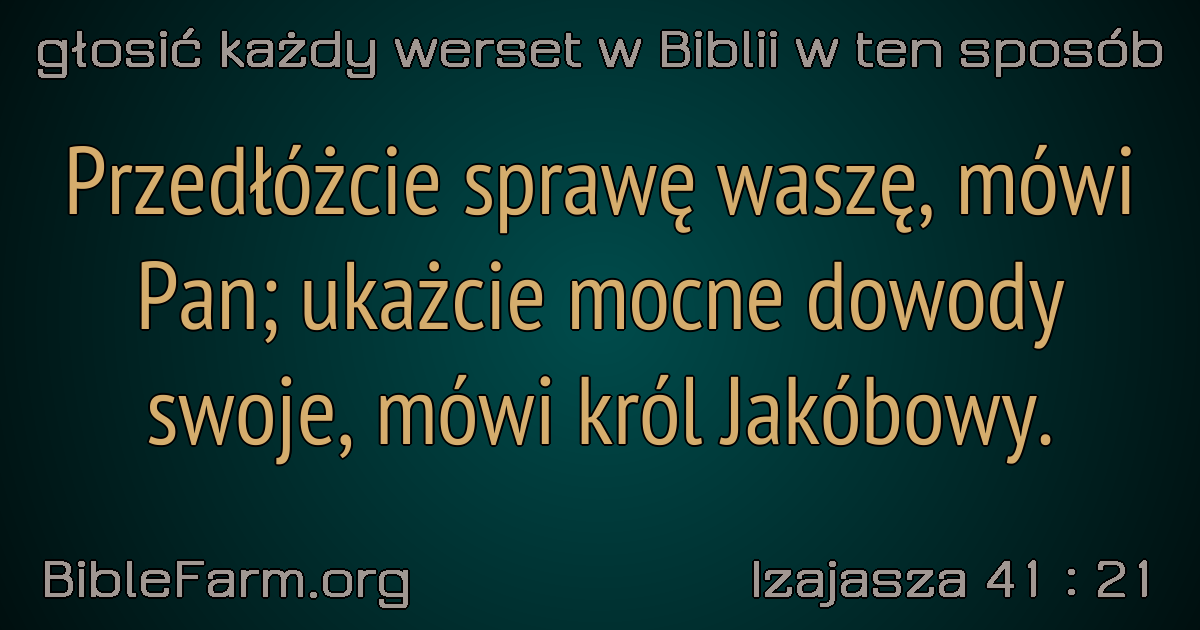 głosić każdy werset w Biblii w ten sposób
Przedłóżcie sprawę waszę, mówi
Pan; ukażcie mocne dowody
swoje, mówi król Jakóbowy.
BibleFarm.org
Izajasza 41 : 21